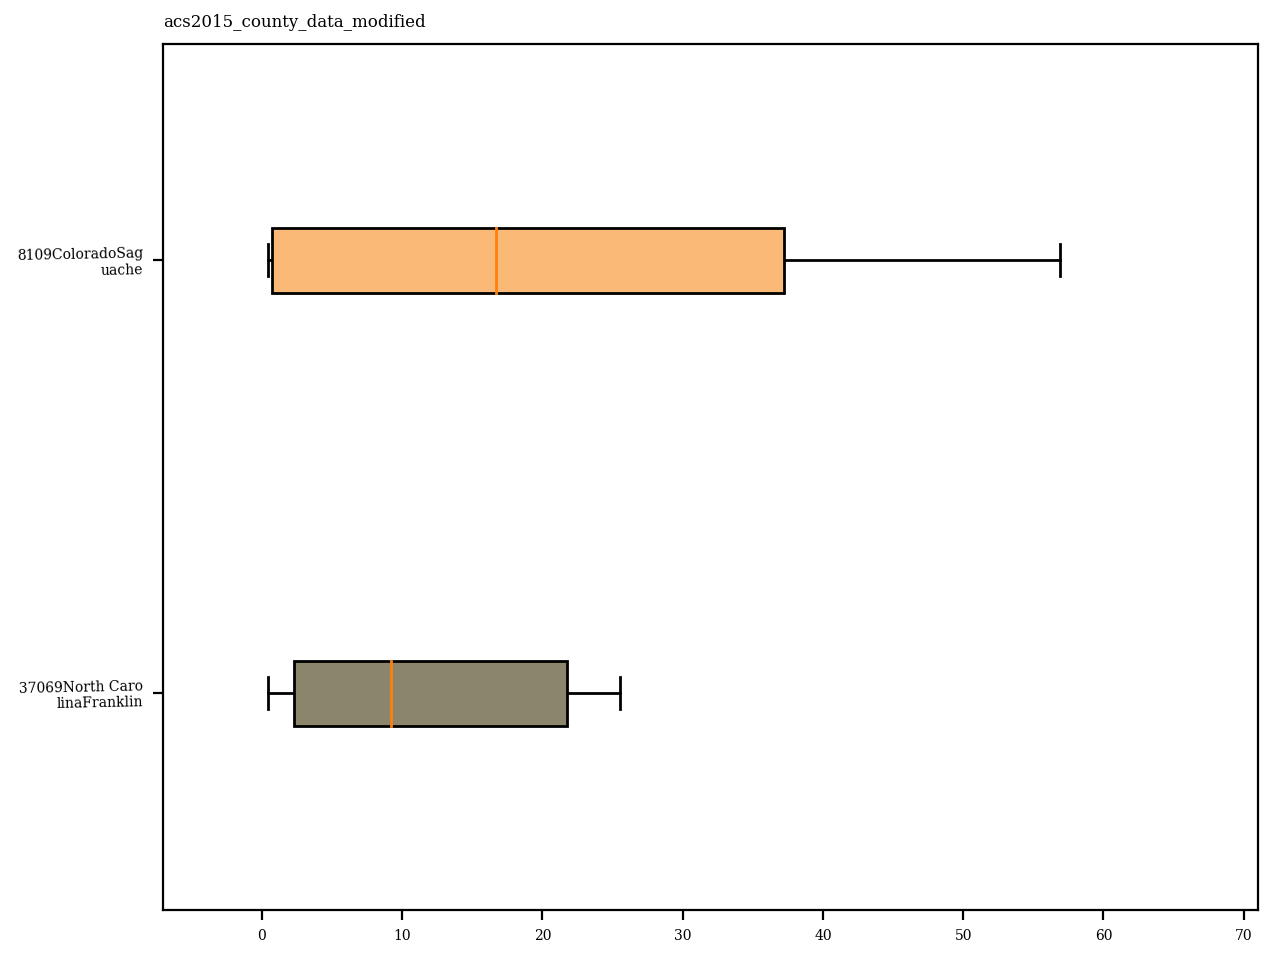 acs2015_county_data_modified
8109ColoradoSag
uache
37069North Caro
linaFranklin
0 10 20 30 40 50 60 70